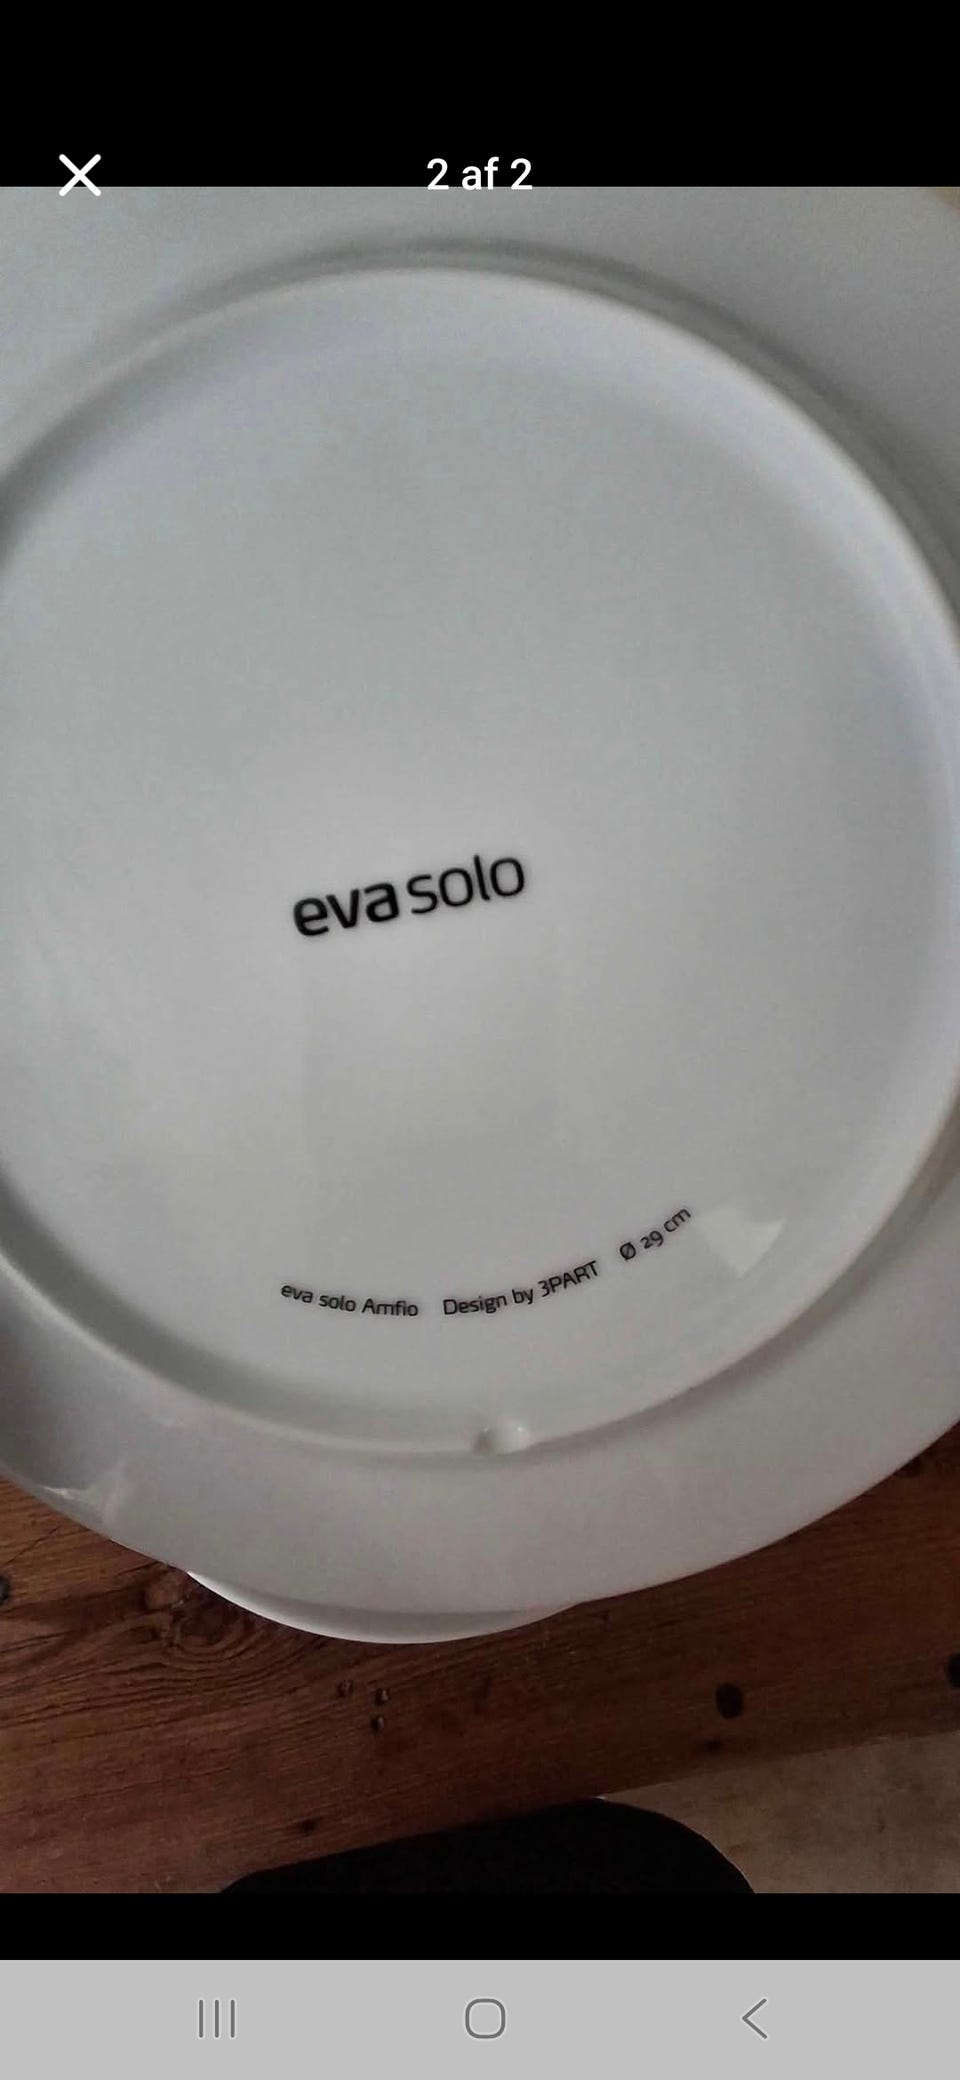 2 af 2
eva solo
eva solo Amfio Design by 3PART Ø 29 cm